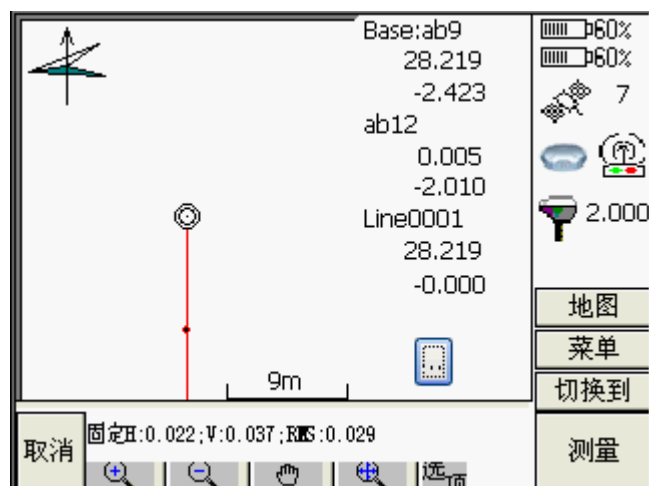 Base:ab9
28.219
-2.423
ab12
0.005
-2.010
Line0001
28.219
-0.000
9m
60%
60%
7
2.000
地图
菜单
切换到
测量
取消
固定H:0.022;V:0.037;RMS:0.029
选项